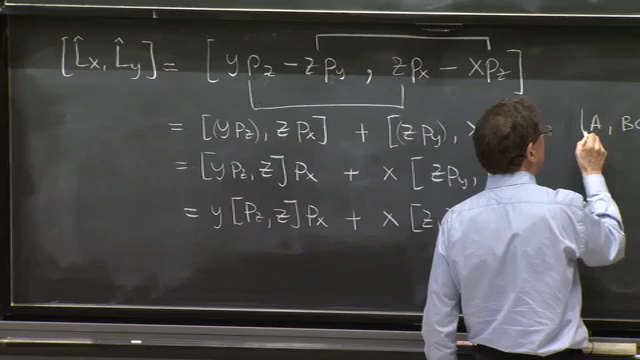 [L̂x, L̂y] = [y pz − z py , z px − x pz]
= [(y pz), z px] + [(z py), x
[A, BC
= [y pz, z] px + x [z py,
= y [pz, z] px + x [z,